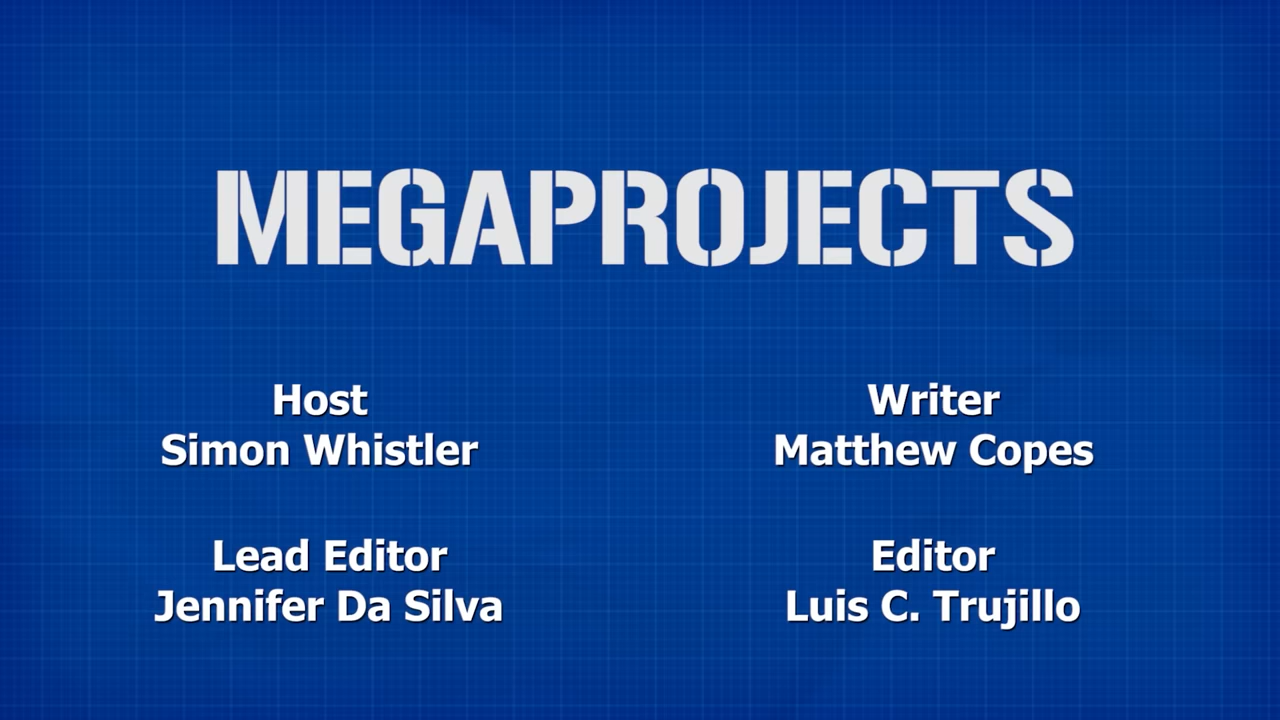 MEGAPROJECTS
Host
Simon Whistler
Writer
Matthew Copes
Lead Editor
Jennifer Da Silva
Editor
Luis C. Trujillo